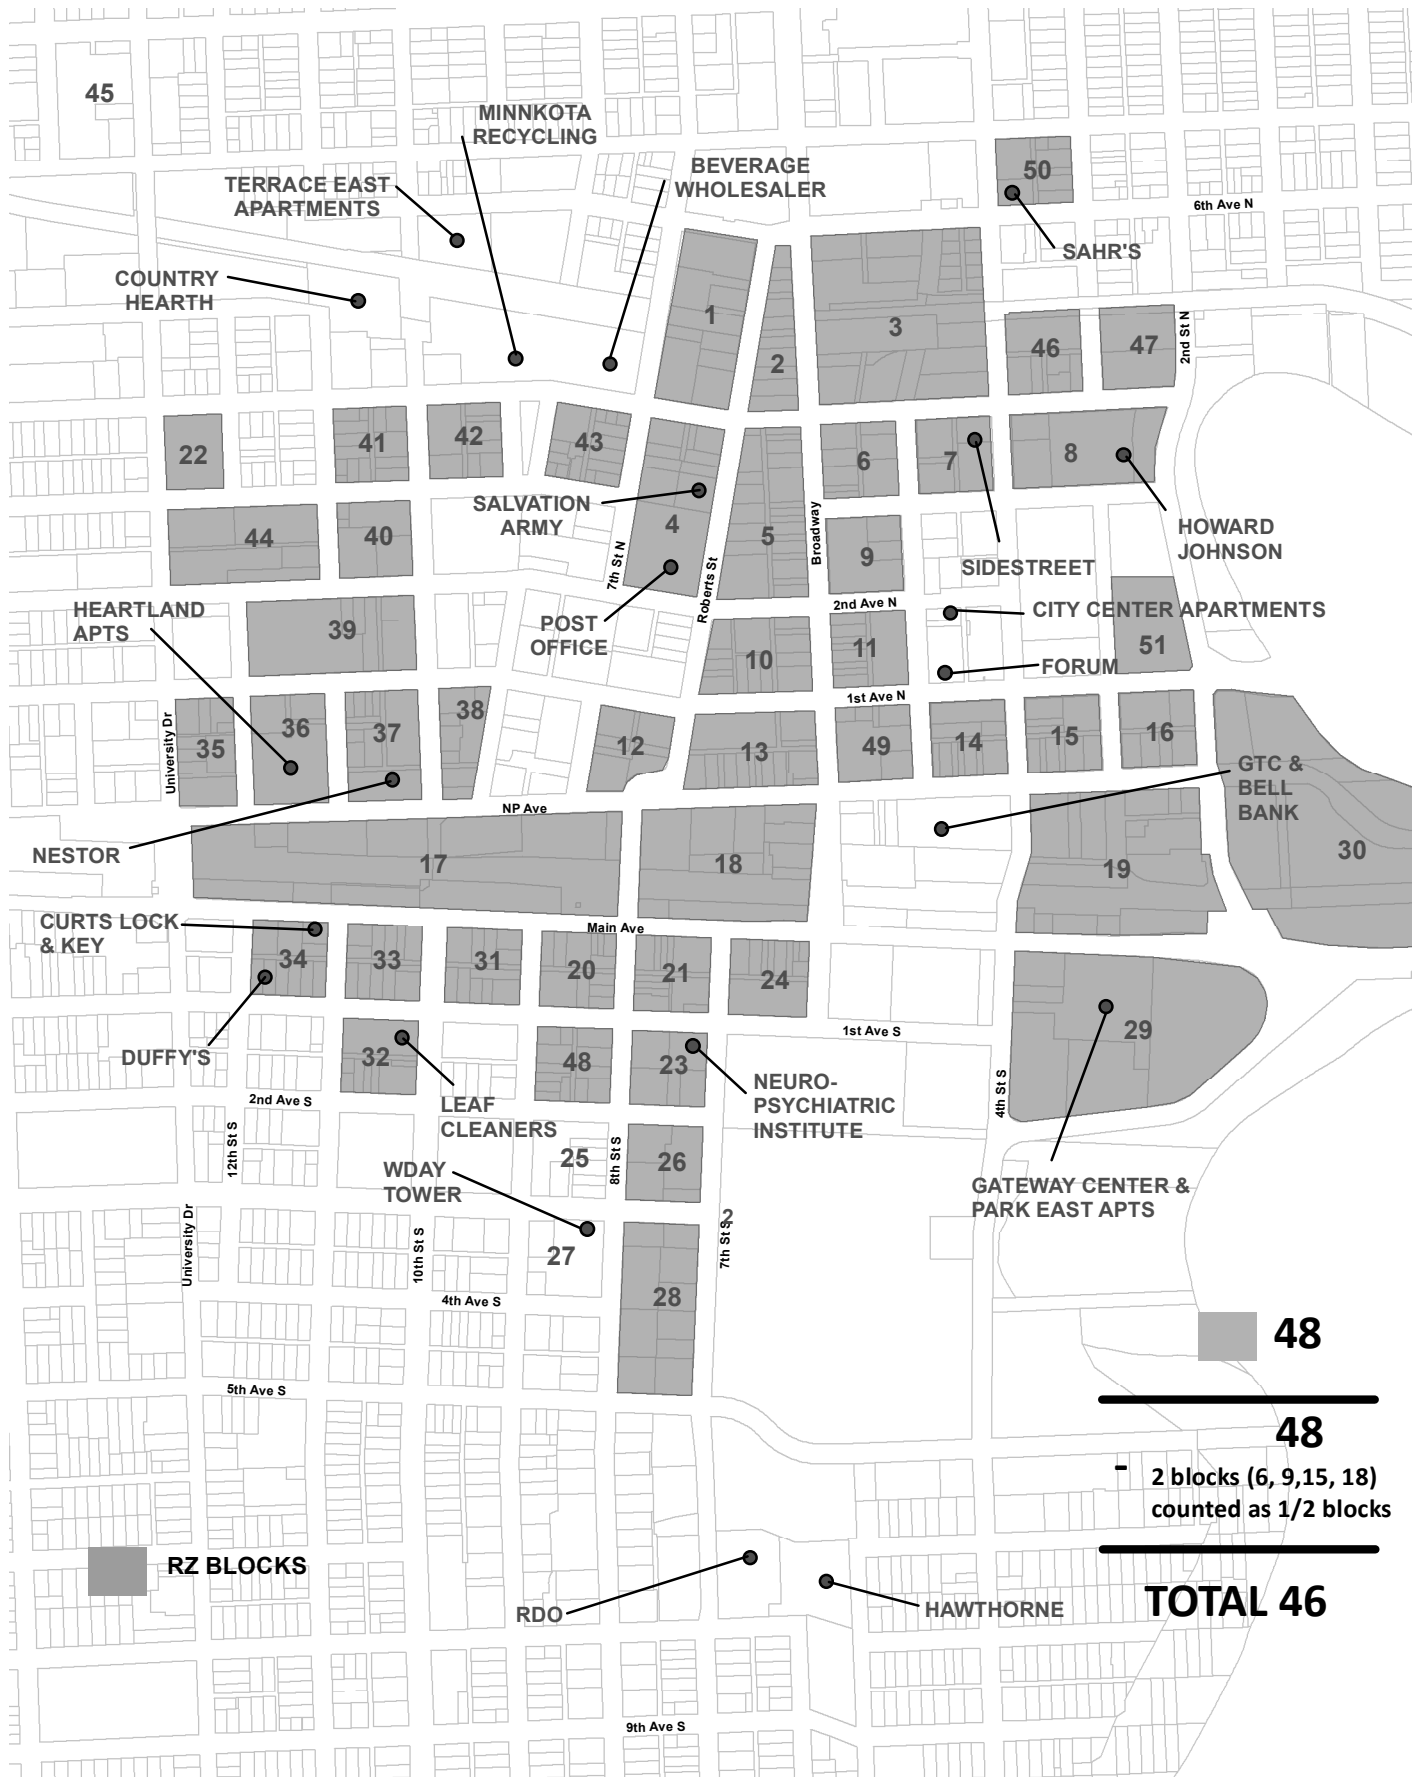 45
MINNKOTA
RECYCLING
BEVERAGE
WHOLESALER
50
TERRACE EAST
APARTMENTS
6th Ave N
SAHR'S
COUNTRY
HEARTH
1
2
3
46
47
2nd St N
22
41
42
43
6
7
8
SALVATION
ARMY
4
5
Broadway
9
HOWARD
JOHNSON
44
40
7th St N
Roberts St
SIDESTREET
HEARTLAND
APTS
39
POST
OFFICE
2nd Ave N
CITY CENTER APARTMENTS
10
11
FORUM
51
1st Ave N
University Dr
35
36
37
38
12
13
49
14
15
16
GTC &
BELL
BANK
NP Ave
NESTOR
17
18
19
30
CURTS LOCK
& KEY
Main Ave
34
33
31
20
21
24
29
1st Ave S
DUFFY'S
32
48
23
2nd Ave S
LEAF
CLEANERS
NEURO-
PSYCHIATRIC
INSTITUTE
4th St S
12th St S
25
8th St S
26
WDAY
TOWER
GATEWAY CENTER &
PARK EAST APTS
University Dr
10th St S
27
2
7th St S
28
4th Ave S
48
5th Ave S
48
- 2 blocks (6, 9,15, 18)
counted as 1/2 blocks
RZ BLOCKS
TOTAL 46
RDO
HAWTHORNE
9th Ave S